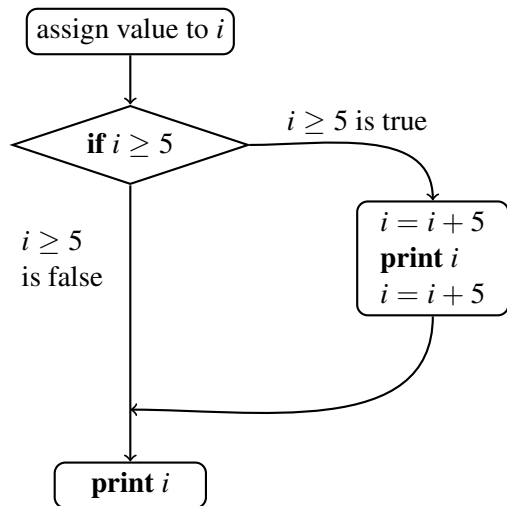 assign value to i
if i ≥ 5
i ≥ 5 is true
i ≥ 5
is false
i = i + 5
print i
i = i + 5
print i